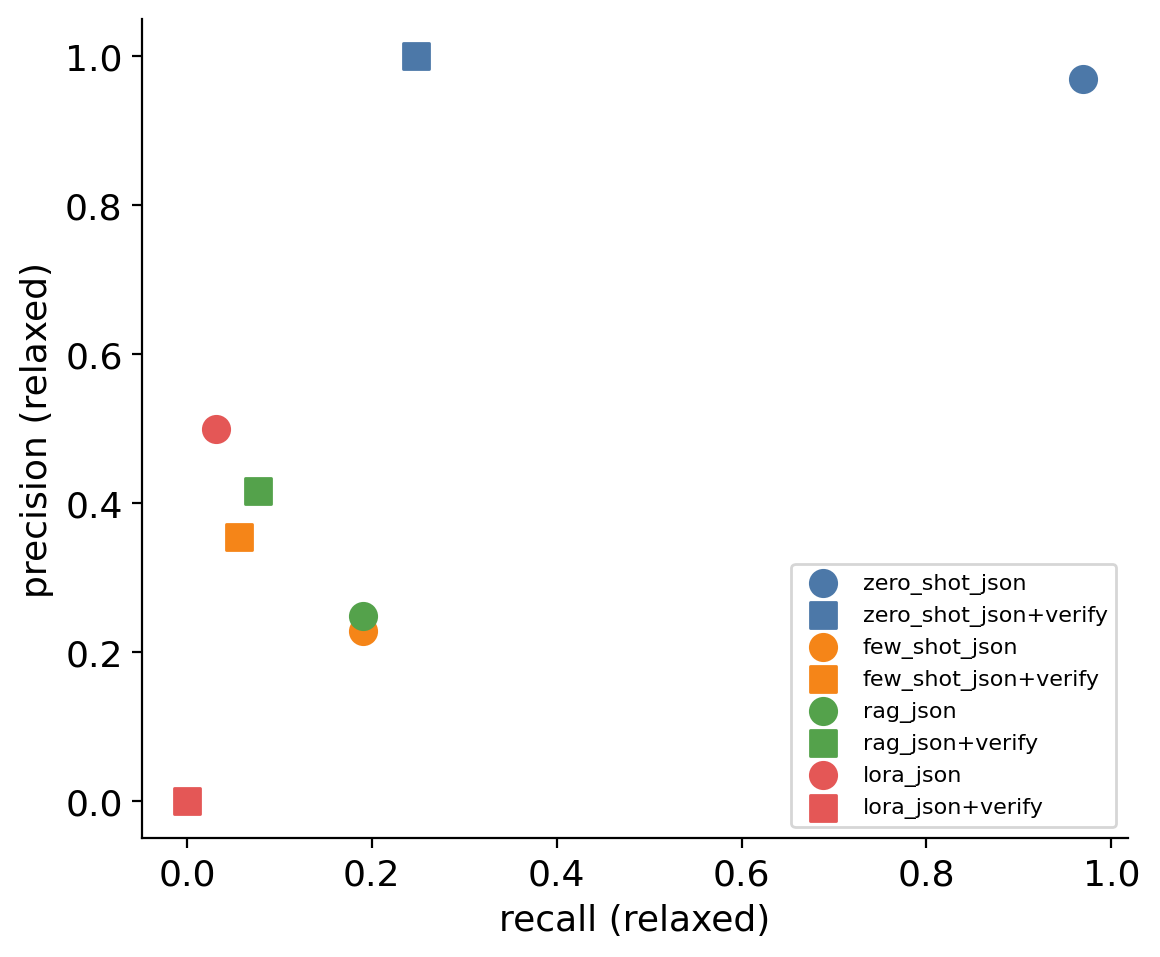 1.0
0.8
0.6
0.4
0.2
0.0
precision (relaxed)
zero_shot_json
zero_shot_json+verify
few_shot_json
few_shot_json+verify
rag_json
rag_json+verify
lora_json
lora_json+verify
0.0 0.2 0.4 0.6 0.8 1.0
recall (relaxed)